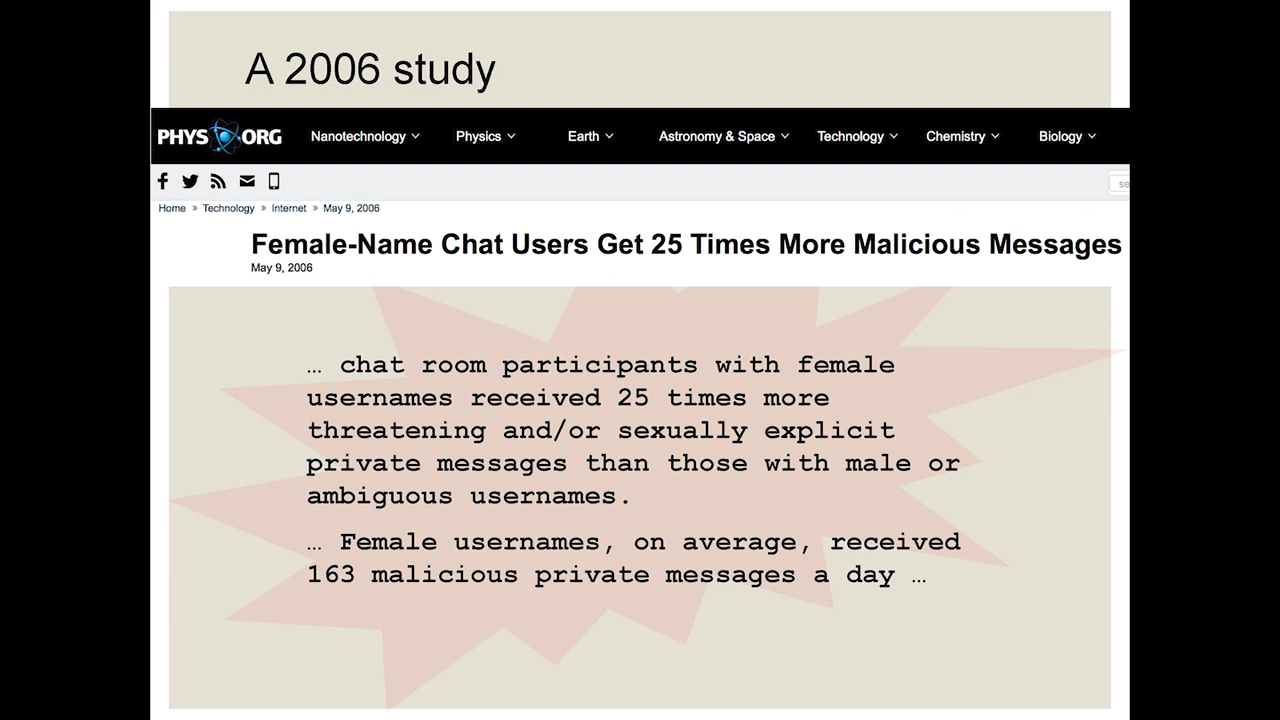 A 2006 study
PHYS ORG Nanotechnology Physics Earth Astronomy & Space Technology Chemistry Biology
se
Home » Technology » Internet » May 9, 2006
Female-Name Chat Users Get 25 Times More Malicious Messages
May 9, 2006
… chat room participants with female
usernames received 25 times more
threatening and/or sexually explicit
private messages than those with male or
ambiguous usernames.
… Female usernames, on average, received
163 malicious private messages a day …